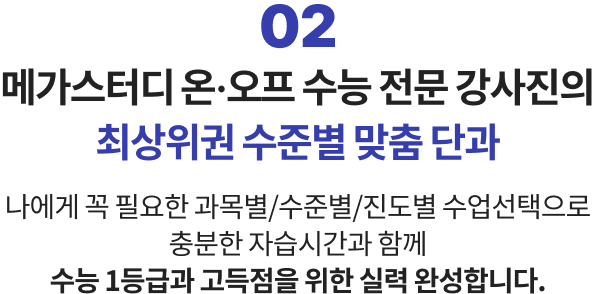 02
메가스터디 온·오프 수능 전문 강사진의
최상위권 수준별 맞춤 단과
나에게 꼭 필요한 과목별/수준별/진도별 수업선택으로
충분한 자습시간과 함께
수능 1등급과 고득점을 위한 실력 완성합니다.